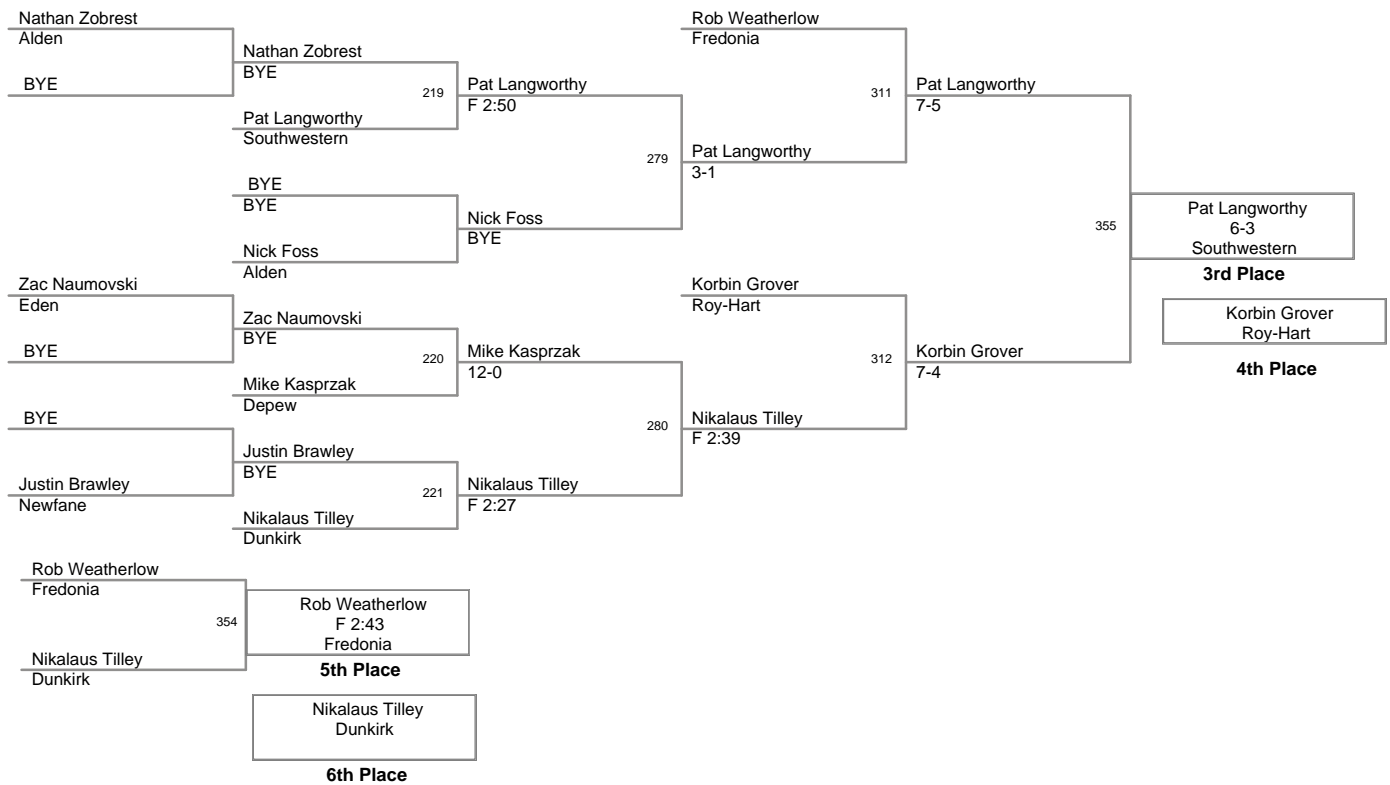 Nathan Zobrest
Alden
BYE
Nathan Zobrest
BYE
219
Pat Langworthy
Southwestern
Pat Langworthy
F 2:50
BYE
BYE
Nick Foss
Alden
Nick Foss
BYE
279
Pat Langworthy
3-1
Rob Weatherlow
Fredonia
311
Pat Langworthy
7-5
Zac Naumovski
Eden
BYE
Zac Naumovski
BYE
220
Mike Kasprzak
Depew
Mike Kasprzak
12-0
BYE
Justin Brawley
Newfane
Justin Brawley
BYE
221
Nikalaus Tilley
Dunkirk
Nikalaus Tilley
F 2:27
280
Nikalaus Tilley
F 2:39
Korbin Grover
Roy-Hart
312
Korbin Grover
7-4
355
Pat Langworthy
6-3
Southwestern
3rd Place
Korbin Grover
Roy-Hart
4th Place
Rob Weatherlow
Fredonia
354
Nikalaus Tilley
Dunkirk
Rob Weatherlow
F 2:43
Fredonia
5th Place
Nikalaus Tilley
Dunkirk
6th Place